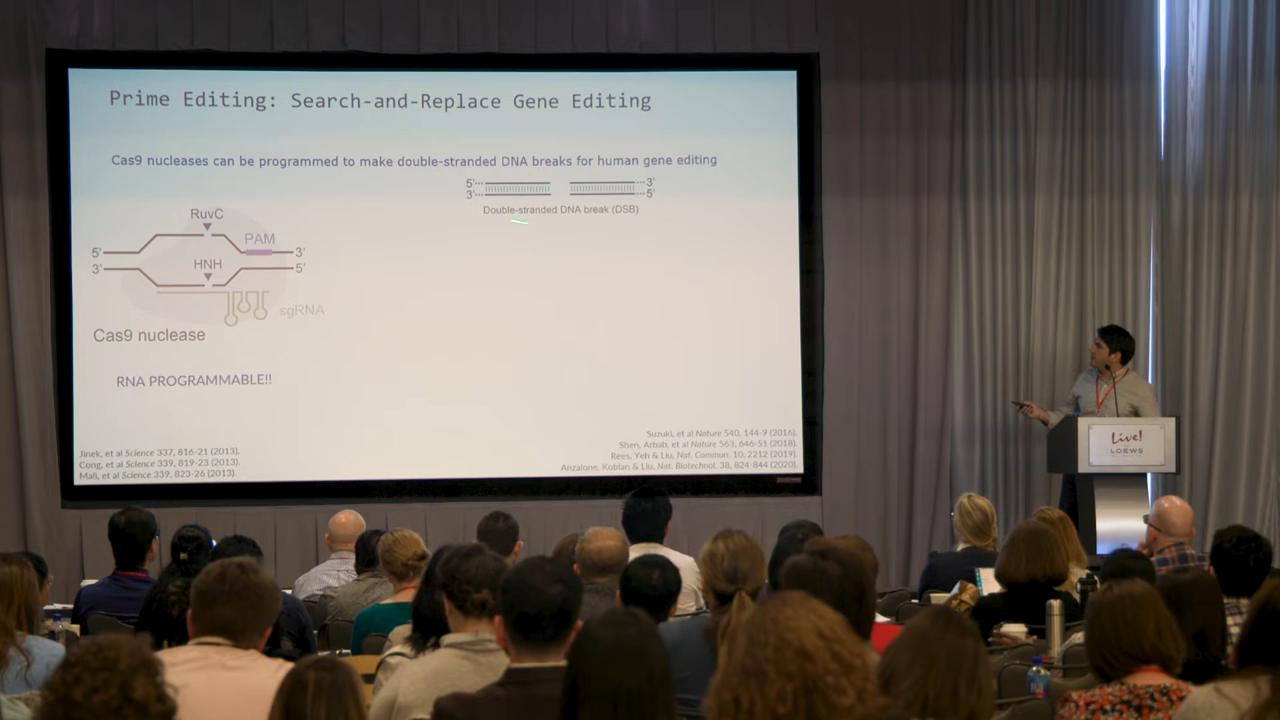 Prime Editing: Search-and-Replace Gene Editing
Cas9 nucleases can be programmed to make double-stranded DNA breaks for human gene editing
5' 3'
3' 5'
Double-stranded DNA break (DSB)
RuvC
PAM
5' 3'
HNH
3' 5'
sgRNA
Cas9 nuclease
RNA PROGRAMMABLE!!
Jinek, et al Science 337, 816-21 (2013).
Cong, et al Science 339, 819-23 (2013).
Mali, et al Science 339, 823-26 (2013).
Suzuki, et al Nature 540, 144-9 (2016).
Shen, Arbab, et al Nature 563, 646-51 (2018).
Rees, Yeh & Liu, Nat. Commun. 10, 2212 (2019).
Anzalone, Koblan & Liu, Nat. Biotechnol. 38, 824-844 (2020).
Live!
LOEWS